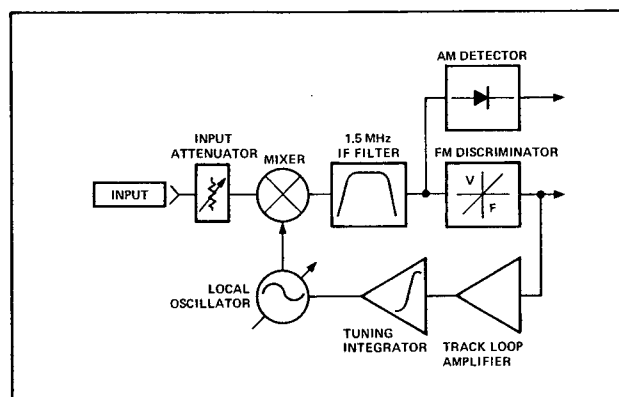 AM DETECTOR
INPUT
ATTENUATOR
MIXER
1.5 MHz
IF FILTER
FM DISCRIMINATOR
INPUT
V
F
LOCAL
OSCILLATOR
TUNING
INTEGRATOR
TRACK LOOP
AMPLIFIER